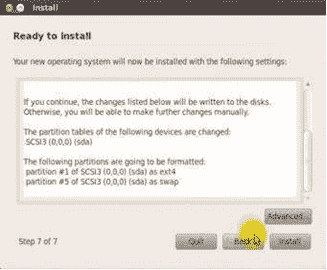 Install
Ready to install
Your new operating system will now be installed with the following settings:
If you continue, the changes listed below will be written to the disks.
Otherwise, you will be able to make further changes manually.
The partition tables of the following devices are changed:
SCSI3 (0,0,0) (sda)
The following partitions are going to be formatted:
partition #1 of SCSI3 (0,0,0) (sda) as ext4
partition #5 of SCSI3 (0,0,0) (sda) as swap
Advanced...
Step 7 of 7
Quit
Back
Install